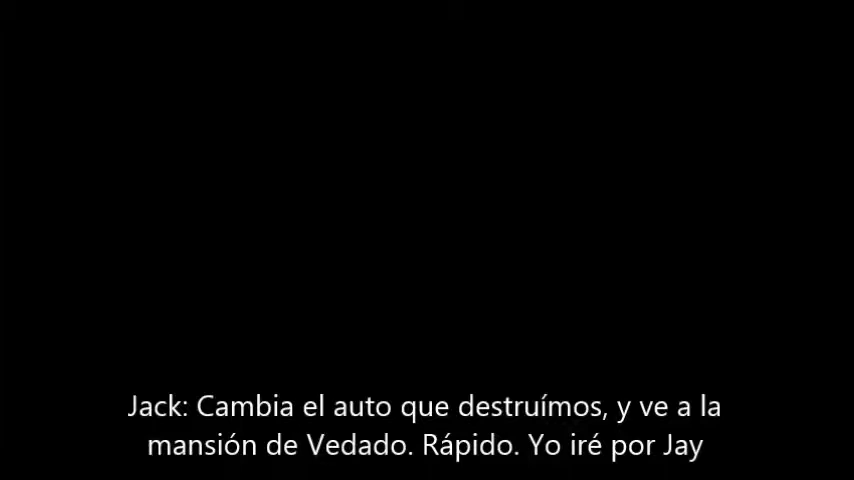 Jack: Cambia el auto que destruímos, y ve a la
mansión de Vedado. Rápido. Yo iré por Jay